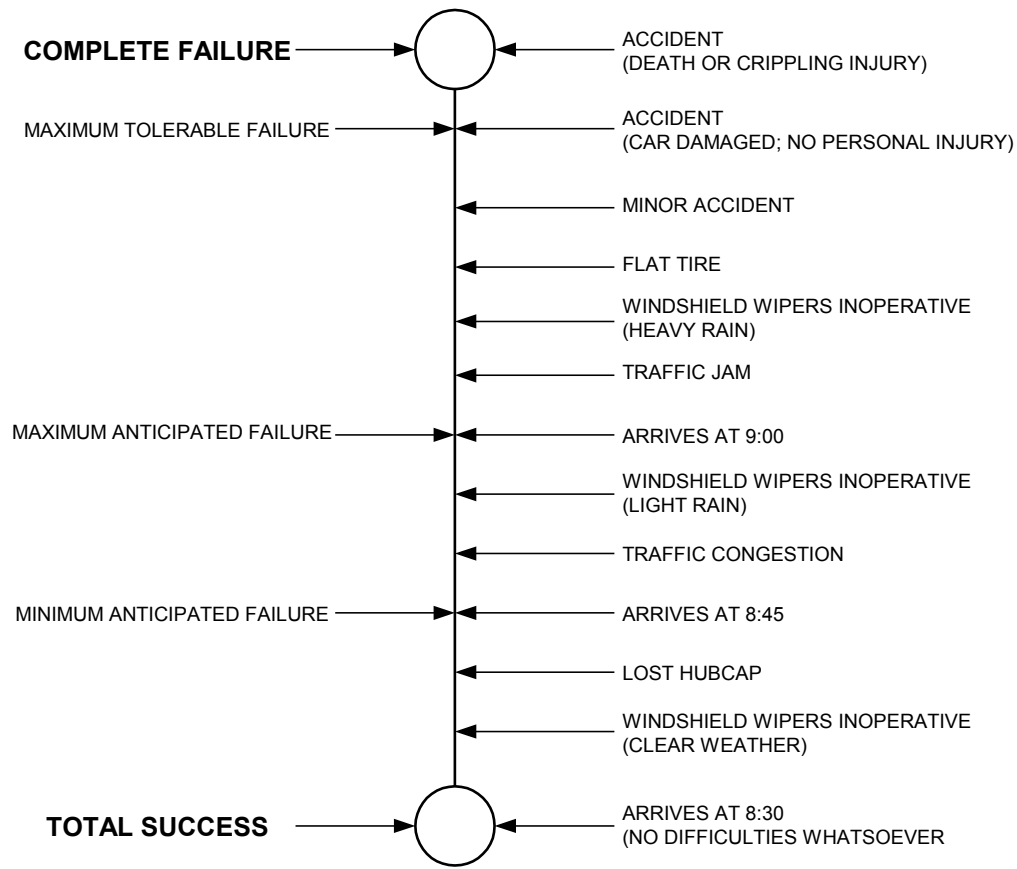 COMPLETE FAILURE
ACCIDENT
(DEATH OR CRIPPLING INJURY)
MAXIMUM TOLERABLE FAILURE
ACCIDENT
(CAR DAMAGED; NO PERSONAL INJURY)
MINOR ACCIDENT
FLAT TIRE
WINDSHIELD WIPERS INOPERATIVE
(HEAVY RAIN)
TRAFFIC JAM
MAXIMUM ANTICIPATED FAILURE
ARRIVES AT 9:00
WINDSHIELD WIPERS INOPERATIVE
(LIGHT RAIN)
TRAFFIC CONGESTION
MINIMUM ANTICIPATED FAILURE
ARRIVES AT 8:45
LOST HUBCAP
WINDSHIELD WIPERS INOPERATIVE
(CLEAR WEATHER)
TOTAL SUCCESS
ARRIVES AT 8:30
(NO DIFFICULTIES WHATSOEVER